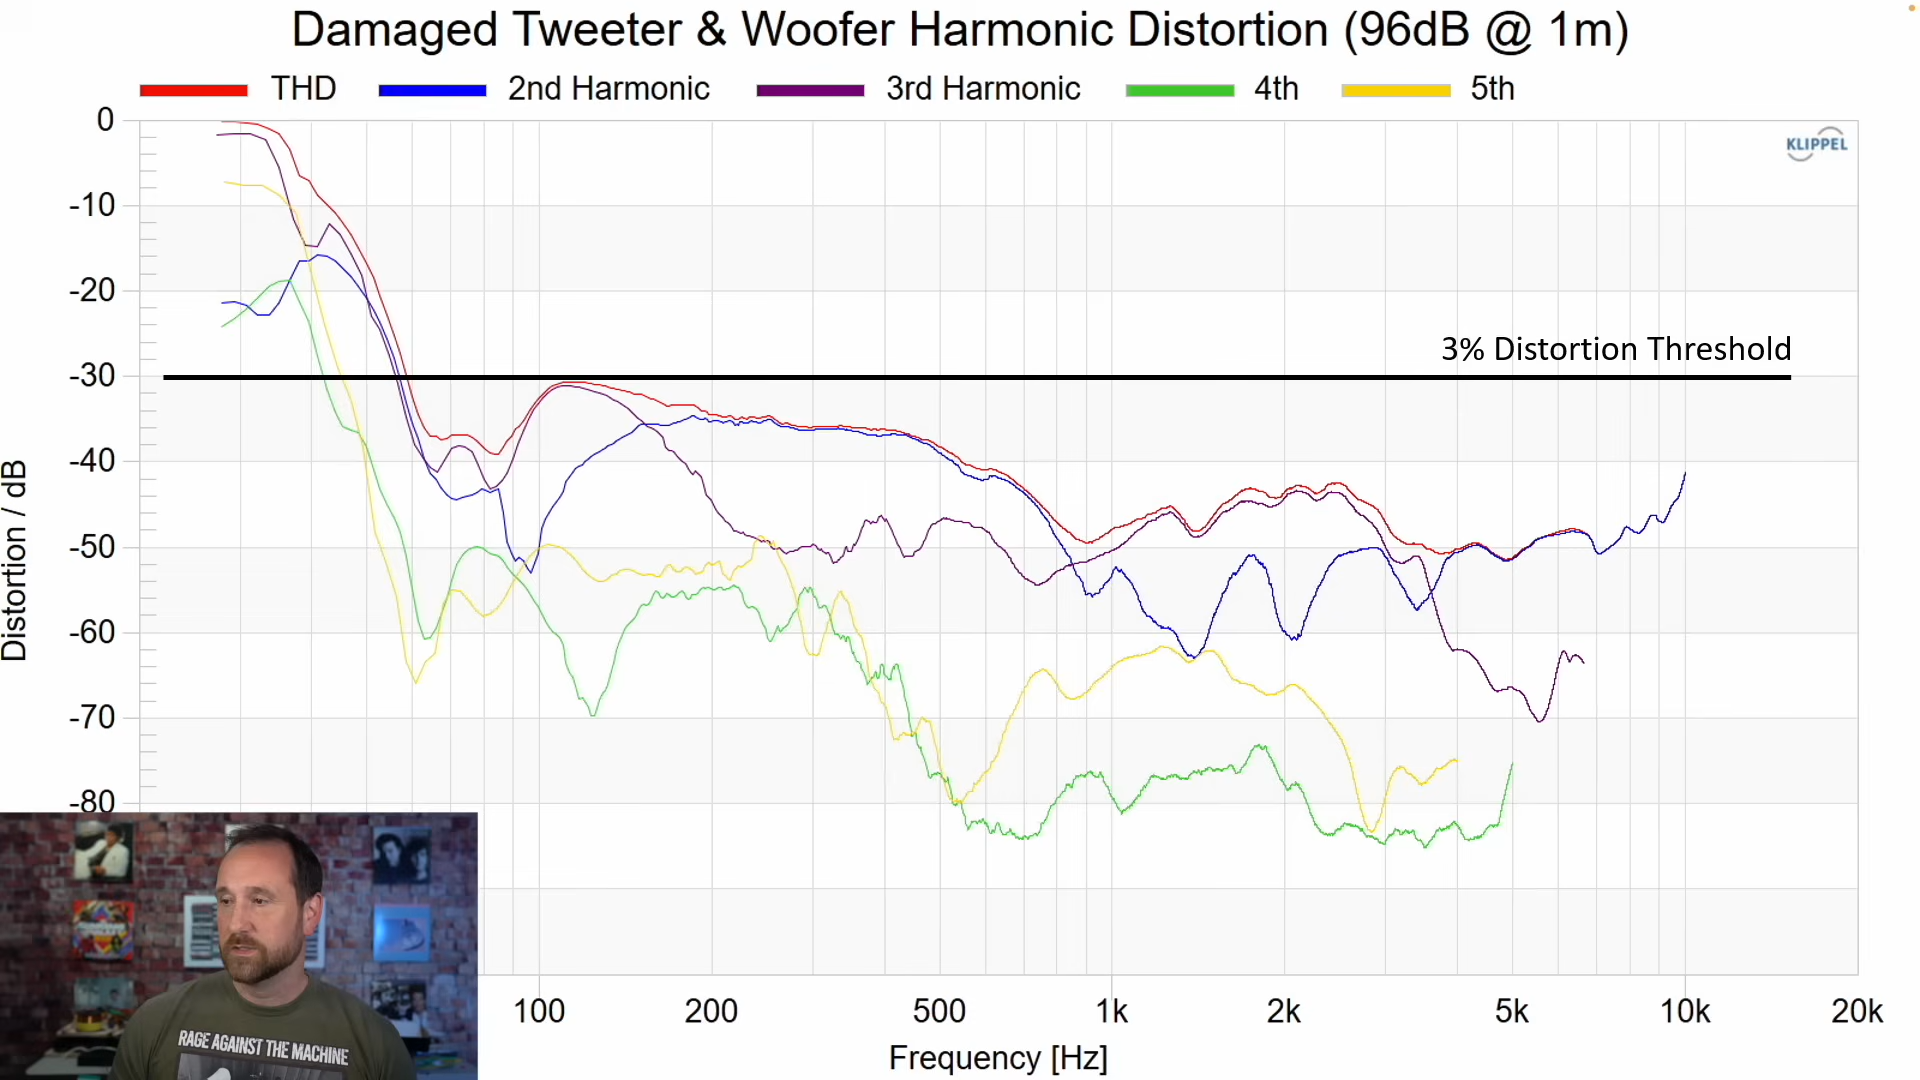 Damaged Tweeter & Woofer Harmonic Distortion (96dB @ 1m)
THD 2nd Harmonic 3rd Harmonic 4th 5th
KLIPPEL
0
-10
-20
-30
-40
-50
-60
-70
-80
3% Distortion Threshold
Distortion / dB
100 200 500 1k 2k 5k 10k 20k
Frequency [Hz]
RAGE AGAINST THE MACHINE